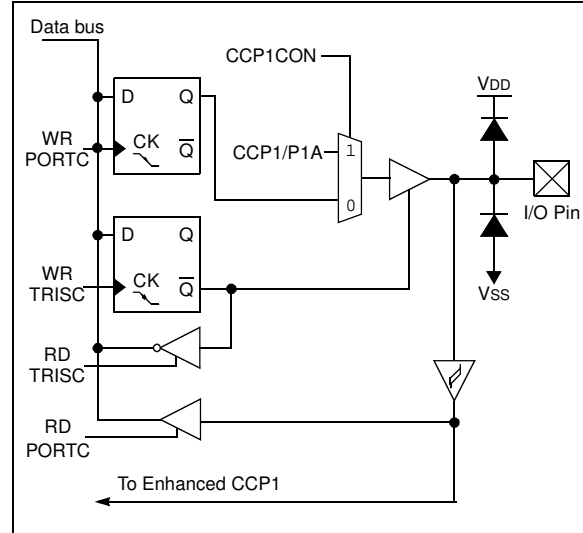 Data bus
CCP1CON
VDD
D Q
WR
PORTC
CK
Q
CCP1/P1A
1
0
I/O Pin
D Q
WR
TRISC
CK
Q
VSS
RD
TRISC
RD
PORTC
To Enhanced CCP1